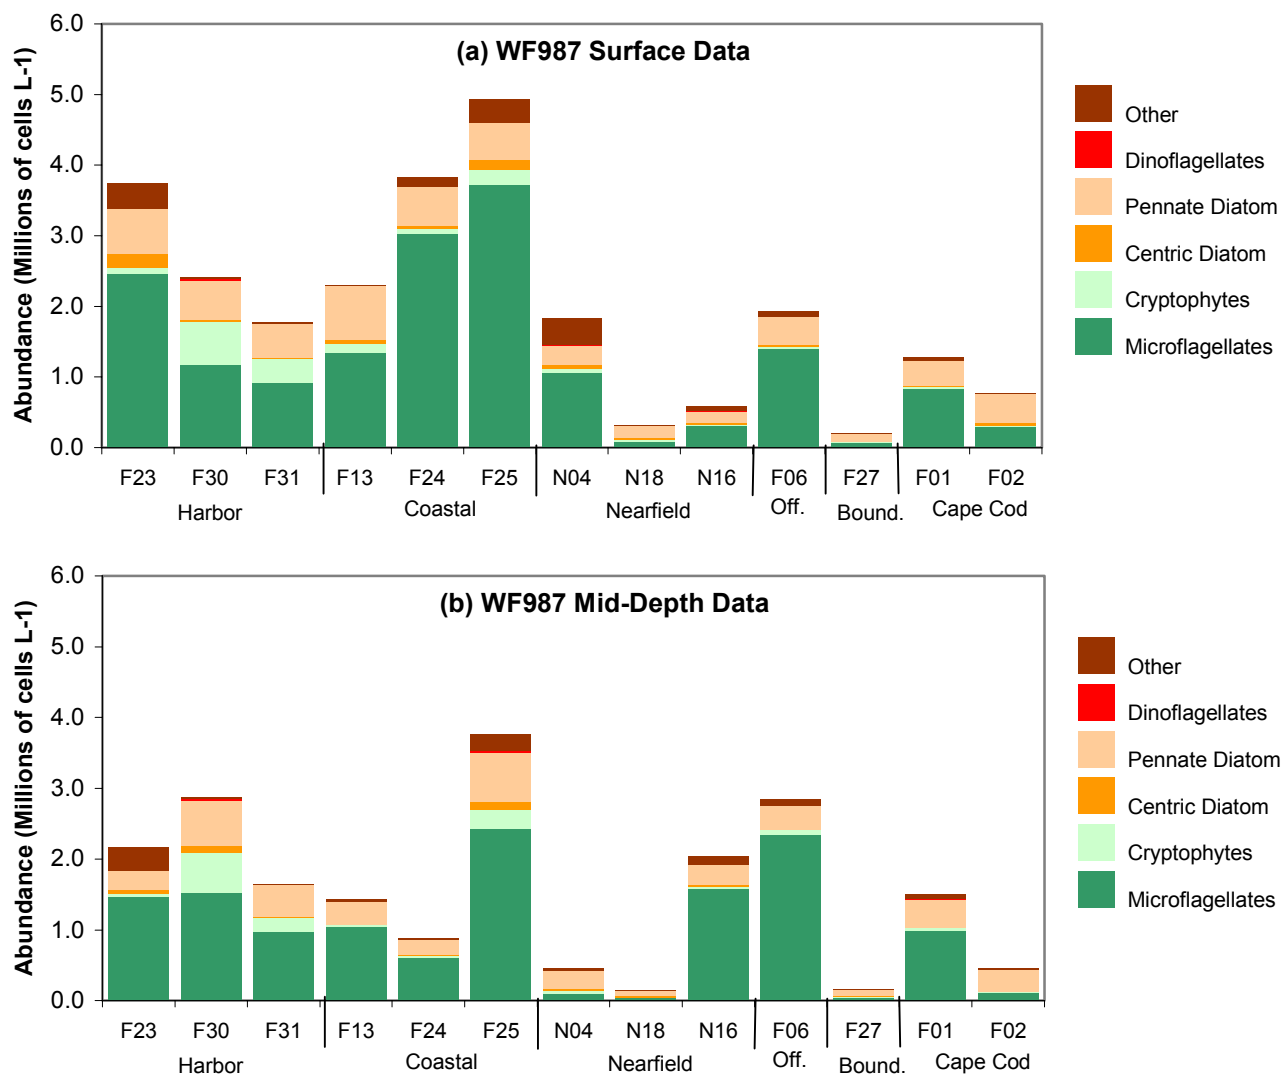 (a) WF987 Surface Data
Abundance (Millions of cells L-1)
6.0
5.0
4.0
3.0
2.0
1.0
0.0
F23 F30 F31 F13 F24 F25 N04 N18 N16 F06 F27 F01 F02
Harbor Coastal Nearfield Off. Bound. Cape Cod
Other
Dinoflagellates
Pennate Diatom
Centric Diatom
Cryptophytes
Microflagellates
(b) WF987 Mid-Depth Data
Abundance (Millions of cells L-1)
6.0
5.0
4.0
3.0
2.0
1.0
0.0
F23 F30 F31 F13 F24 F25 N04 N18 N16 F06 F27 F01 F02
Harbor Coastal Nearfield Off. Bound. Cape Cod
Other
Dinoflagellates
Pennate Diatom
Centric Diatom
Cryptophytes
Microflagellates